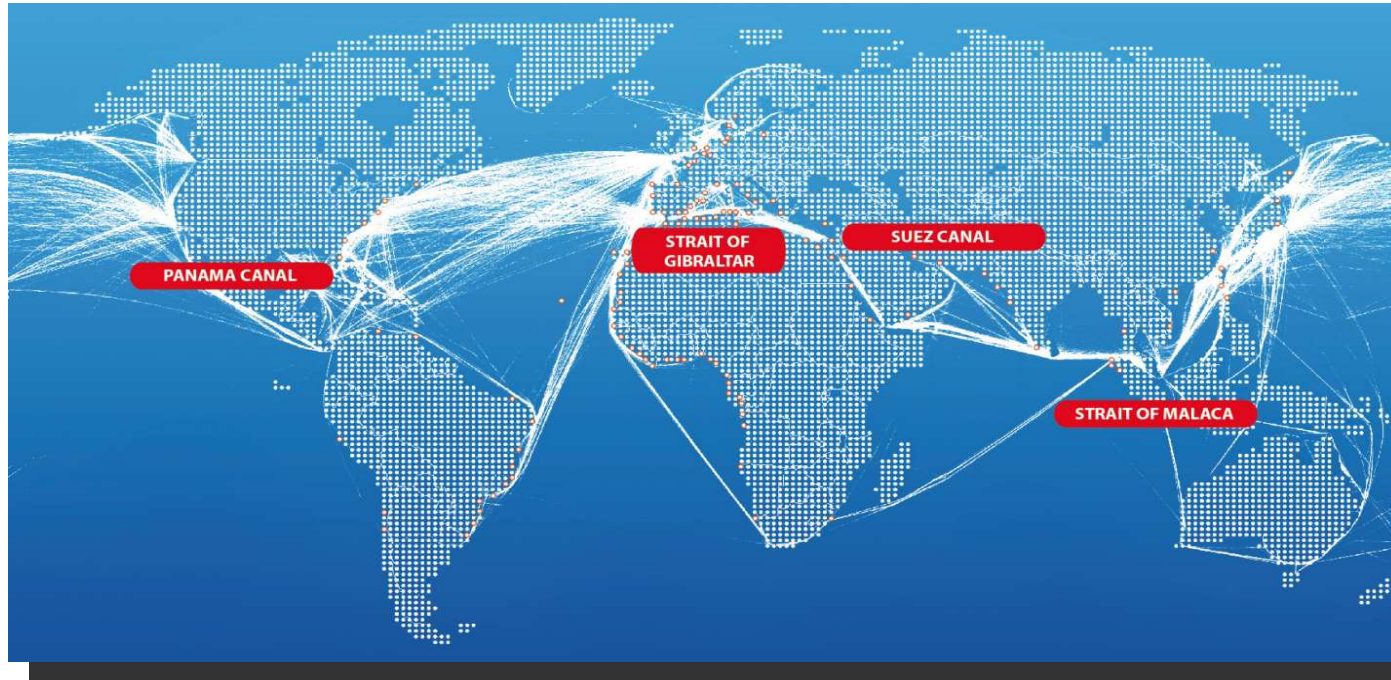 STRAIT OF
GIBRALTAR
SUEZ CANAL
PANAMA CANAL
STRAIT OF MALACA